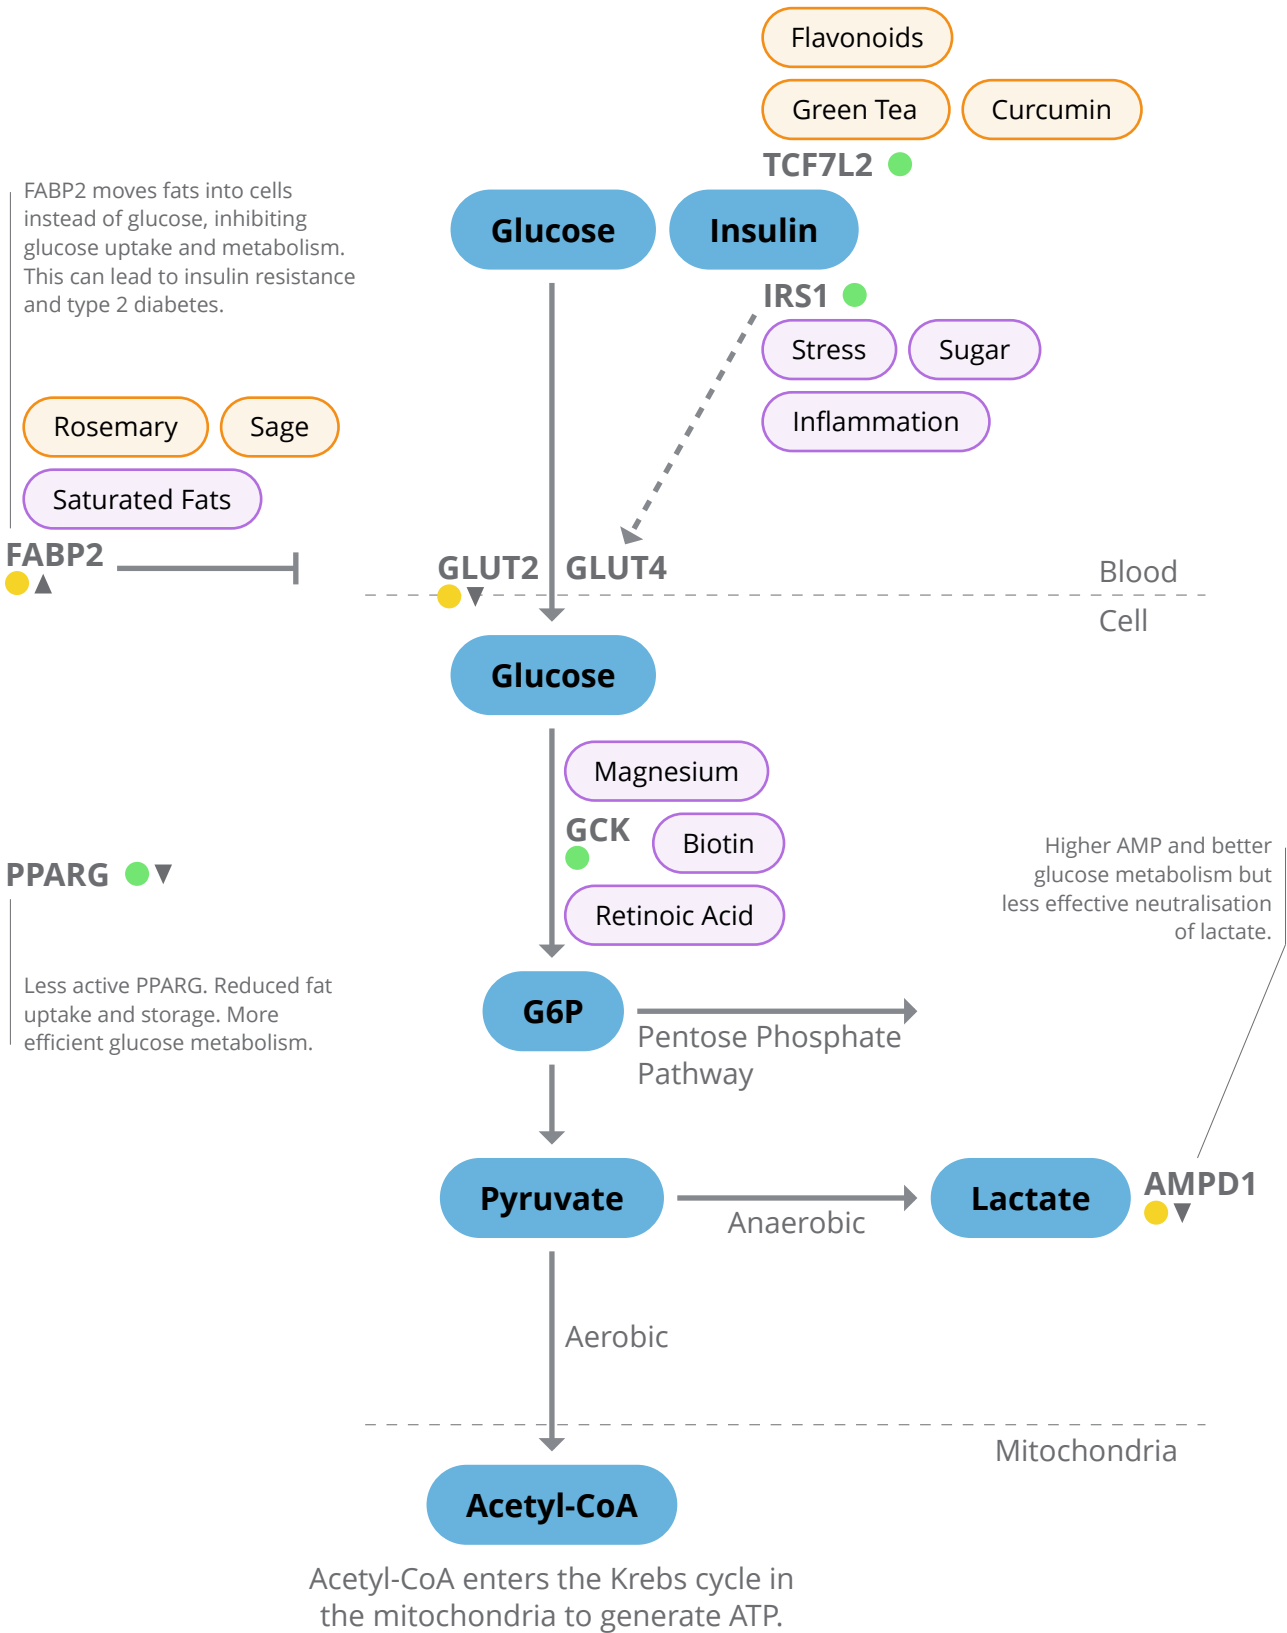 Flavonoids
Green Tea
Curcumin
TCF7L2
FABP2 moves fats into cells
instead of glucose, inhibiting
glucose uptake and metabolism.
This can lead to insulin resistance
and type 2 diabetes.
Glucose
Insulin
IRS1
Stress
Sugar
Inflammation
Rosemary
Sage
Saturated Fats
FABP2
GLUT2
GLUT4
Blood
Cell
Glucose
Magnesium
GCK
Biotin
Retinoic Acid
PPARG
Less active PPARG. Reduced fat
uptake and storage. More
efficient glucose metabolism.
Higher AMP and better
glucose metabolism but
less effective neutralisation
of lactate.
G6P
Pentose Phosphate
Pathway
Pyruvate
Anaerobic
Lactate
AMPD1
Aerobic
Mitochondria
Acetyl-CoA
Acetyl-CoA enters the Krebs cycle in
the mitochondria to generate ATP.